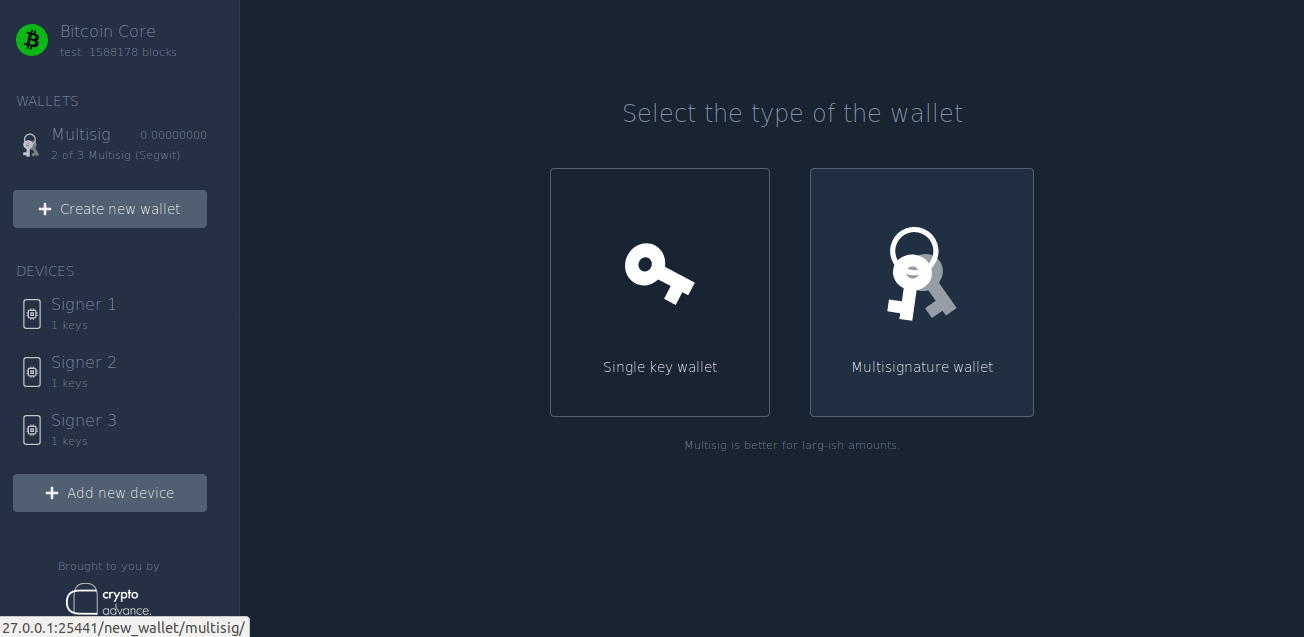 Bitcoin Core
test: 1588178 blocks
WALLETS
Multisig 0.00000000
2 of 3 Multisig (Segwit)
Create new wallet
DEVICES
Signer 1
1 keys
Signer 2
1 keys
Signer 3
1 keys
Add new device
Brought to you by
crypto
advance.
27.0.0.1:25441/new_wallet/multisig/
Select the type of the wallet
Single key wallet
Multisignature wallet
Multisig is better for larg-ish amounts.